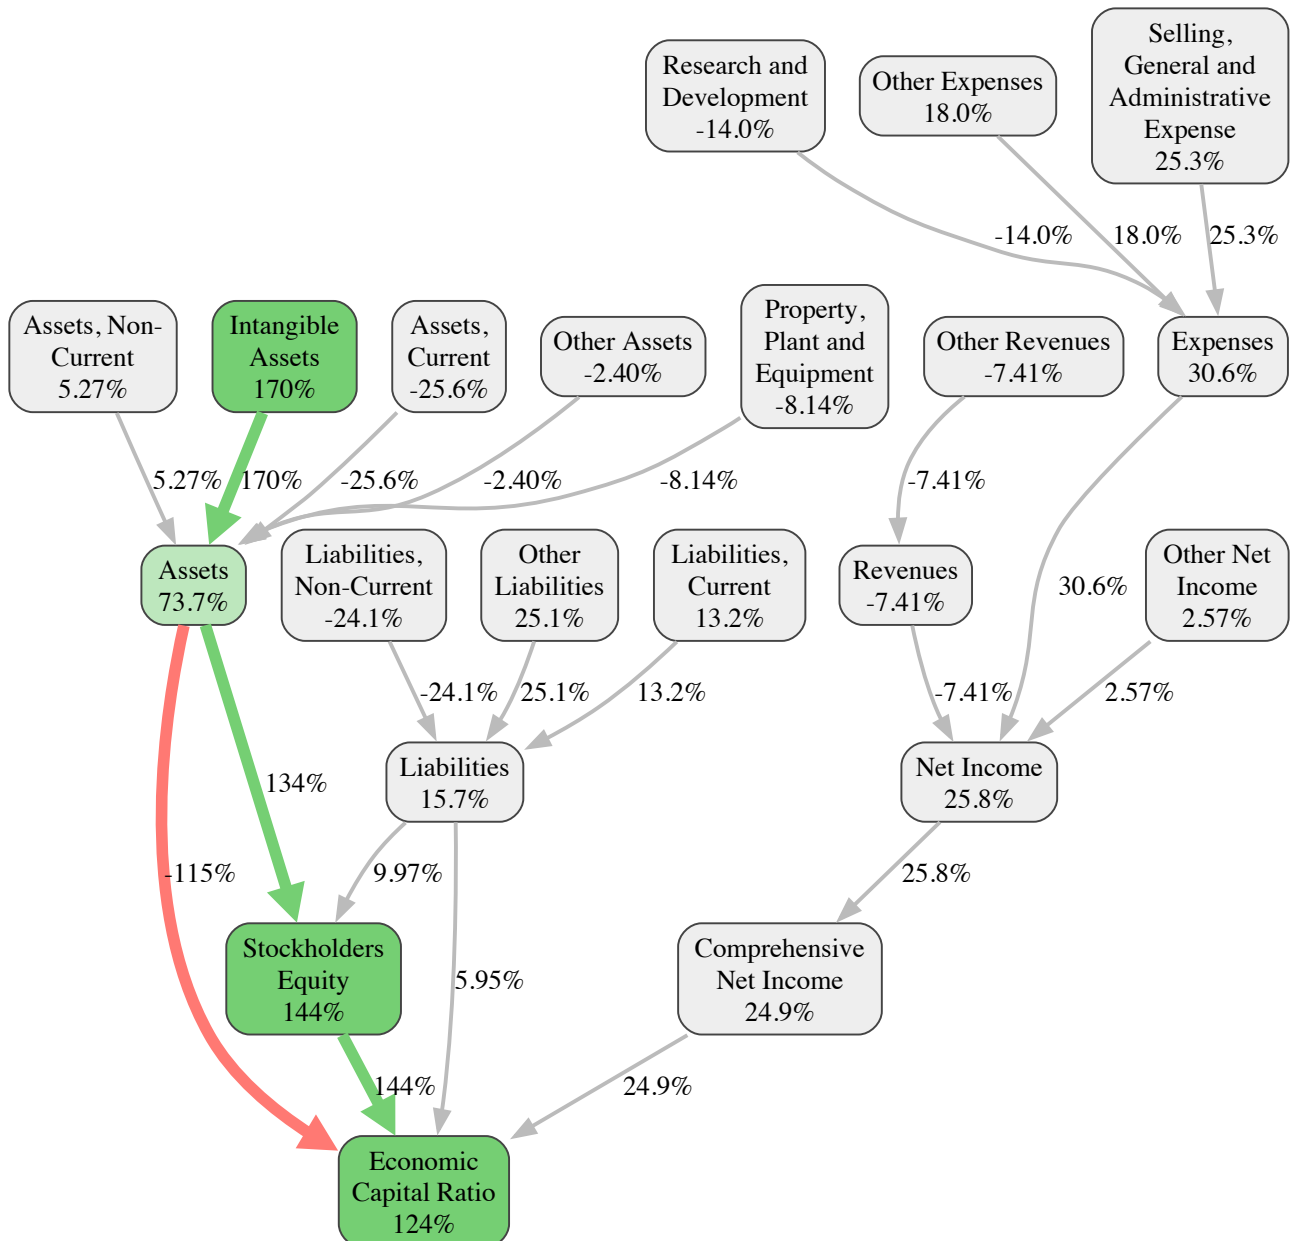 Selling,
General and
Administrative
Expense
25.3%
Research and
Development
-14.0%
Other Expenses
18.0%
-14.0%
18.0%
25.3%
Assets, Non-
Current
5.27%
Intangible
Assets
170%
Assets,
Current
-25.6%
Other Assets
-2.40%
Property,
Plant and
Equipment
-8.14%
Other Revenues
-7.41%
Expenses
30.6%
5.27%
170%
-25.6%
-2.40%
-8.14%
-7.41%
Assets
73.7%
Liabilities,
Non-Current
-24.1%
Other
Liabilities
25.1%
Liabilities,
Current
13.2%
Revenues
-7.41%
30.6%
Other Net
Income
2.57%
-24.1%
25.1%
13.2%
-7.41%
2.57%
134%
Liabilities
15.7%
Net Income
25.8%
-115%
9.97%
25.8%
Stockholders
Equity
144%
5.95%
Comprehensive
Net Income
24.9%
144%
24.9%
Economic
Capital Ratio
124%